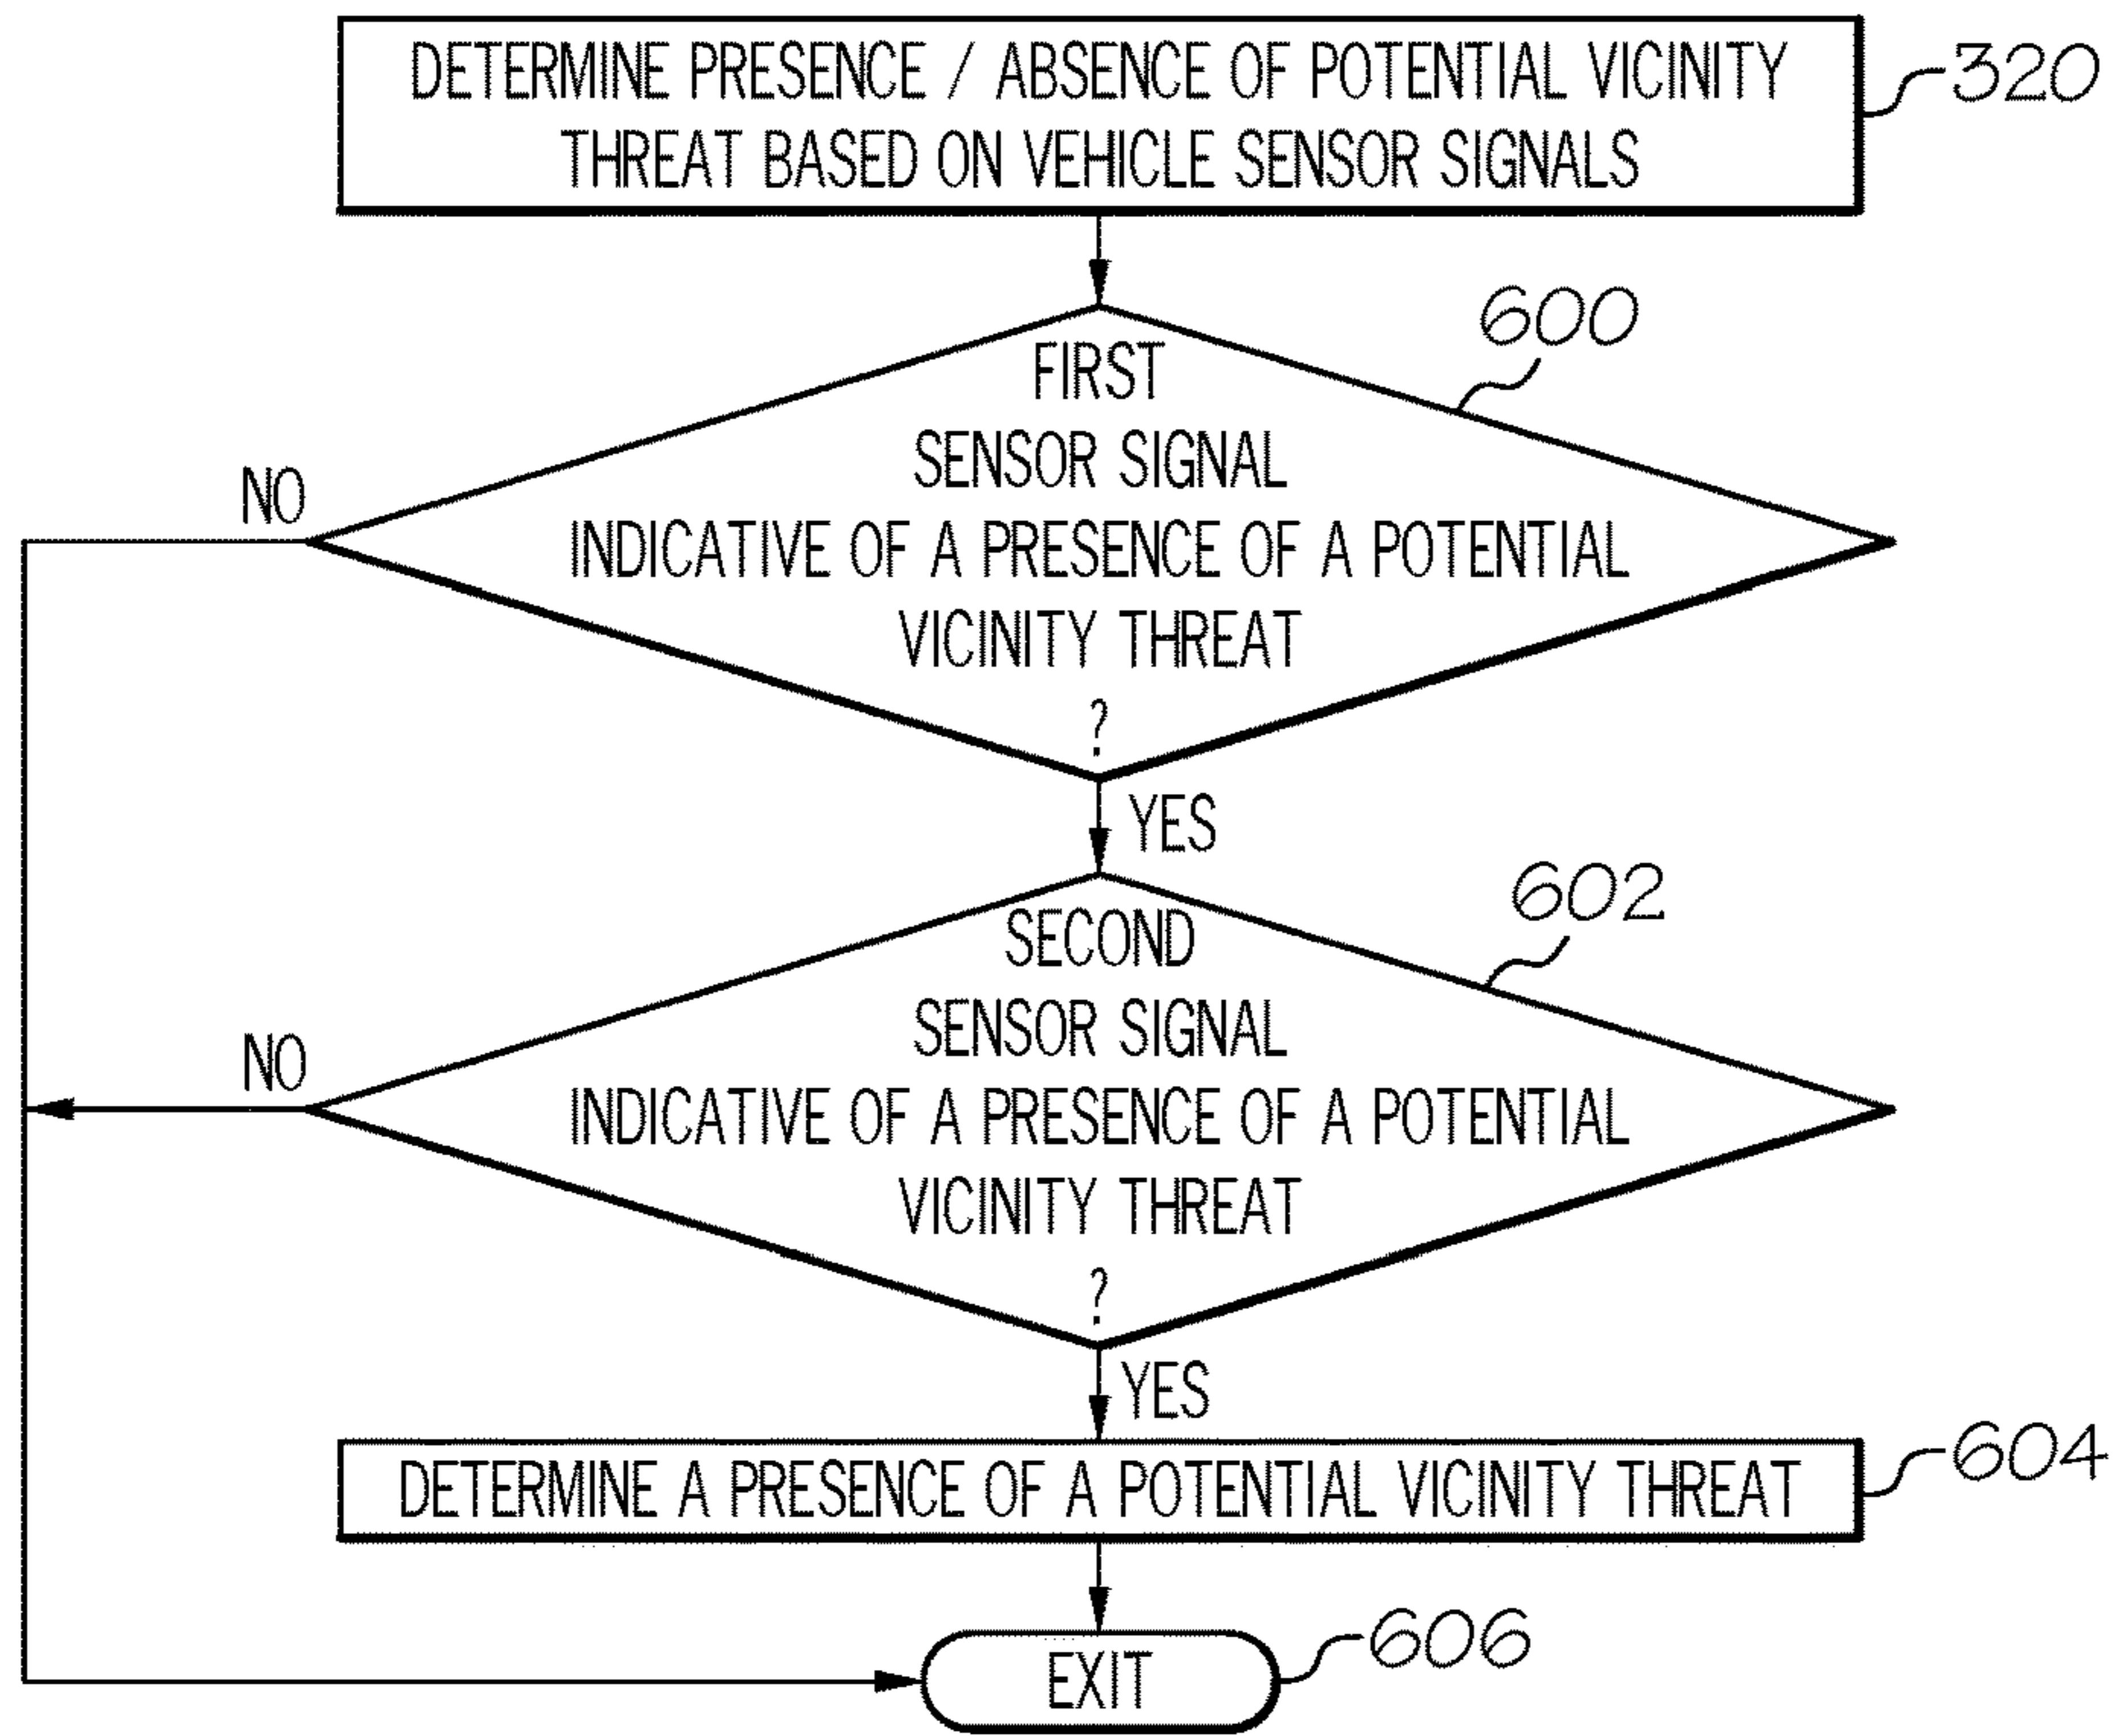 DETERMINE PRESENCE / ABSENCE OF POTENTIAL VICINITY
THREAT BASED ON VEHICLE SENSOR SIGNALS
320
600
FIRST
SENSOR SIGNAL
INDICATIVE OF A PRESENCE OF A POTENTIAL
VICINITY THREAT
?
NO
YES
602
SECOND
SENSOR SIGNAL
INDICATIVE OF A PRESENCE OF A POTENTIAL
VICINITY THREAT
?
NO
YES
DETERMINE A PRESENCE OF A POTENTIAL VICINITY THREAT
604
EXIT
606